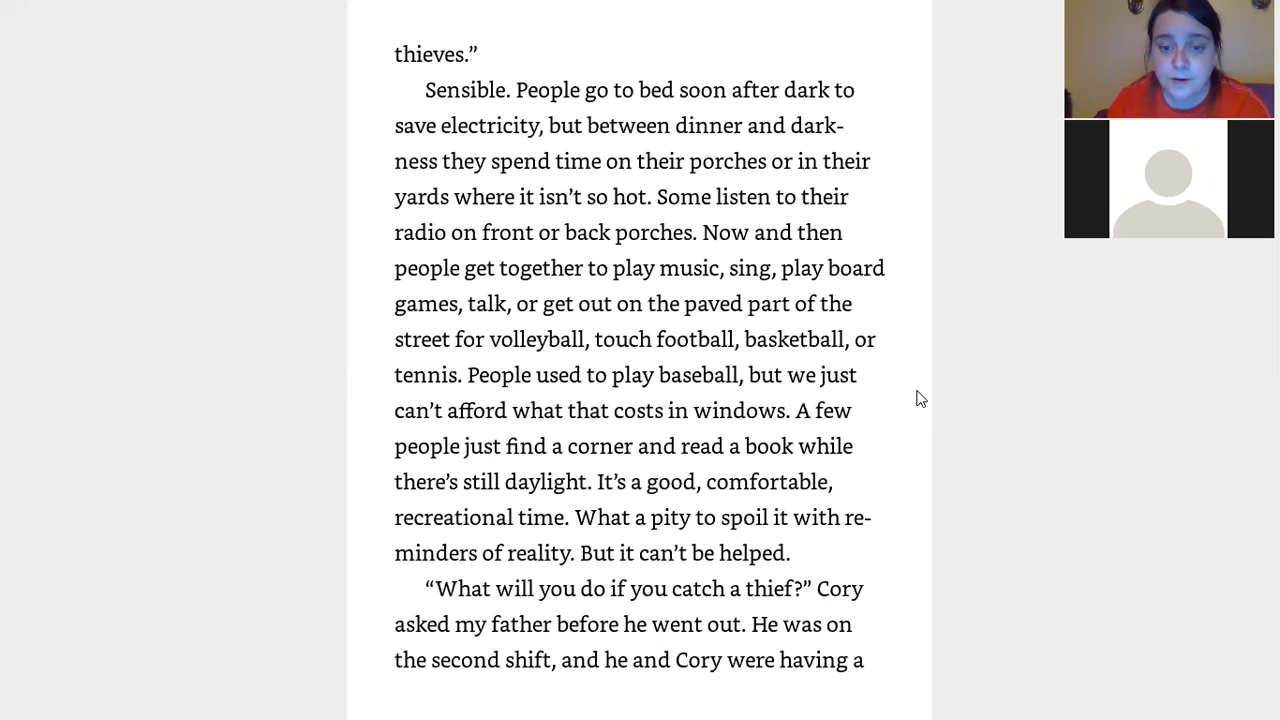 thieves.”
Sensible. People go to bed soon after dark to
save electricity, but between dinner and dark-
ness they spend time on their porches or in their
yards where it isn’t so hot. Some listen to their
radio on front or back porches. Now and then
people get together to play music, sing, play board
games, talk, or get out on the paved part of the
street for volleyball, touch football, basketball, or
tennis. People used to play baseball, but we just
can’t afford what that costs in windows. A few
people just find a corner and read a book while
there’s still daylight. It’s a good, comfortable,
recreational time. What a pity to spoil it with re-
minders of reality. But it can’t be helped.
“What will you do if you catch a thief?” Cory
asked my father before he went out. He was on
the second shift, and he and Cory were having a